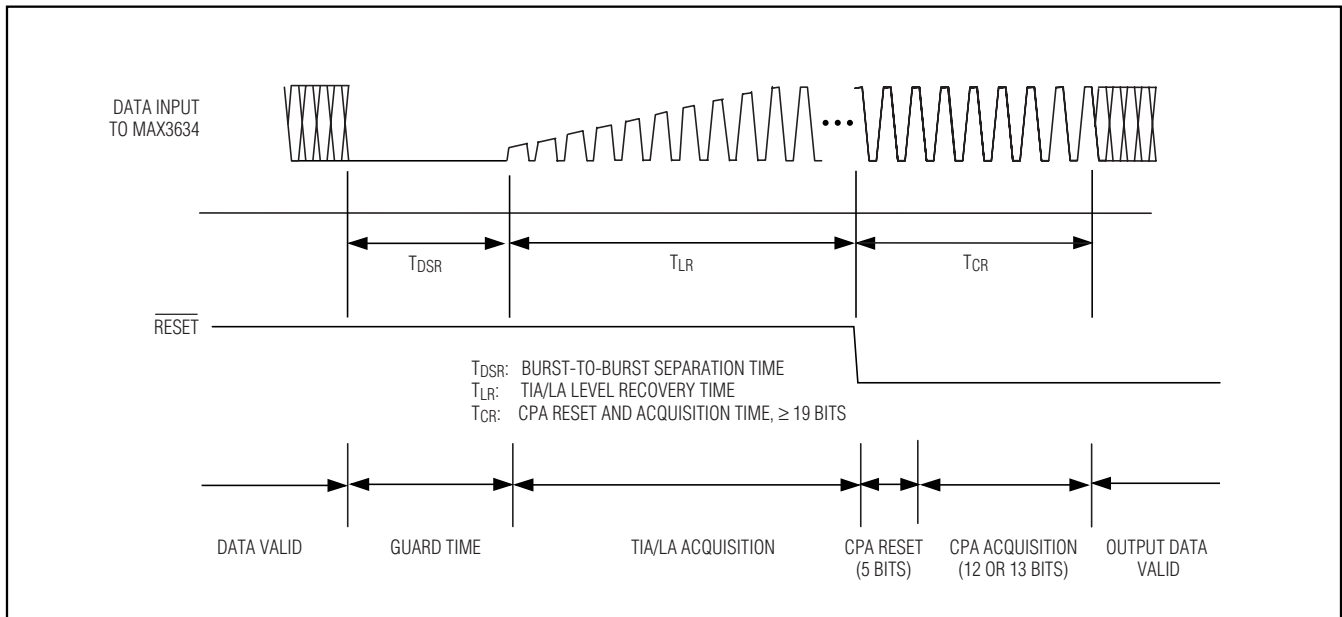 DATA INPUT
TO MAX3634
•••
TDSR
TLR
TCR
RESET
TDSR: BURST-TO-BURST SEPARATION TIME
TLR: TIA/LA LEVEL RECOVERY TIME
TCR: CPA RESET AND ACQUISITION TIME, ≥ 19 BITS
DATA VALID
GUARD TIME
TIA/LA ACQUISITION
CPA RESET
(5 BITS)
CPA ACQUISITION
(12 OR 13 BITS)
OUTPUT DATA
VALID